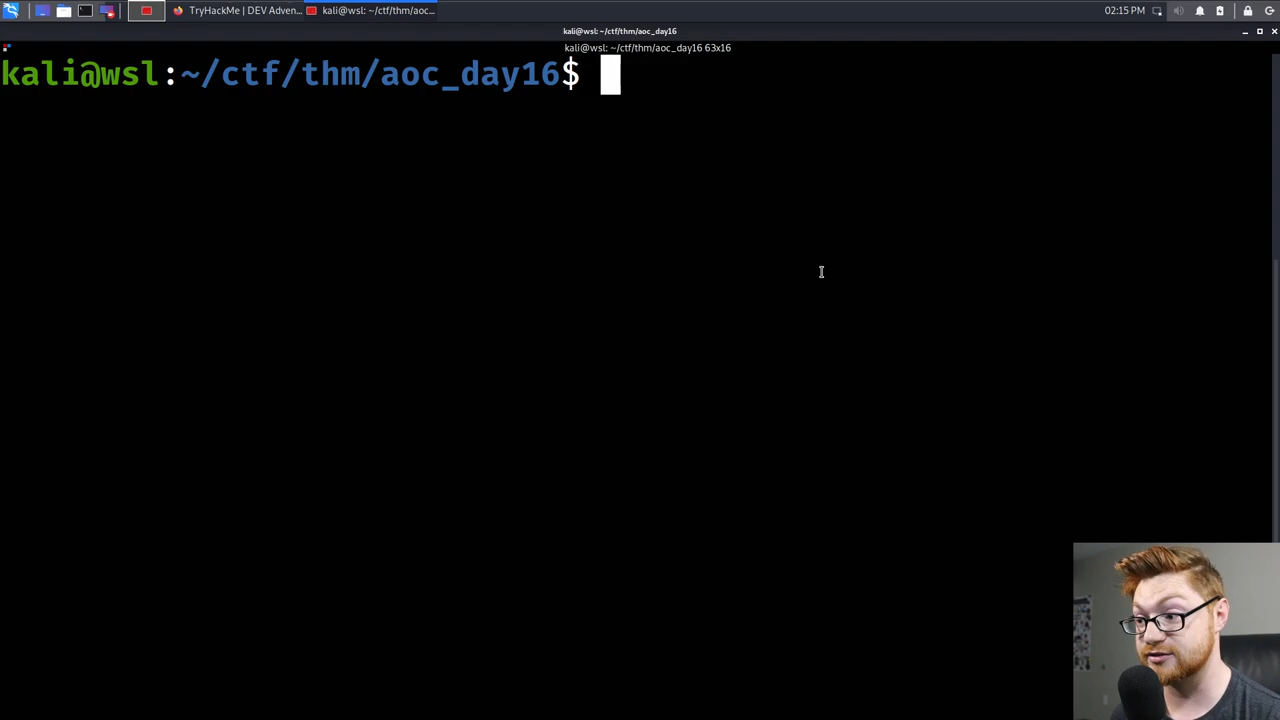 TryHackMe | DEV Adven... kali@wsl: ~/ctf/thm/aoc... 02:15 PM
kali@wsl: ~/ctf/thm/aoc_day16
kali@wsl: ~/ctf/thm/aoc_day16 63x16
kali@wsl:~/ctf/thm/aoc_day16$